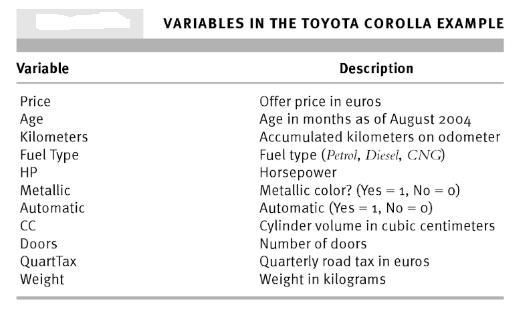 VARIABLES IN THE TOYOTA COROLLA EXAMPLE
Variable Description
Price Offer price in euros
Age Age in months as of August 2004
Kilometers Accumulated kilometers on odometer
Fuel Type Fuel type (Petrol, Diesel, CNG)
HP Horsepower
Metallic Metallic color? (Yes = 1, No = 0)
Automatic Automatic (Yes = 1, No = 0)
CC Cylinder volume in cubic centimeters
Doors Number of doors
QuartTax Quarterly road tax in euros
Weight Weight in kilograms